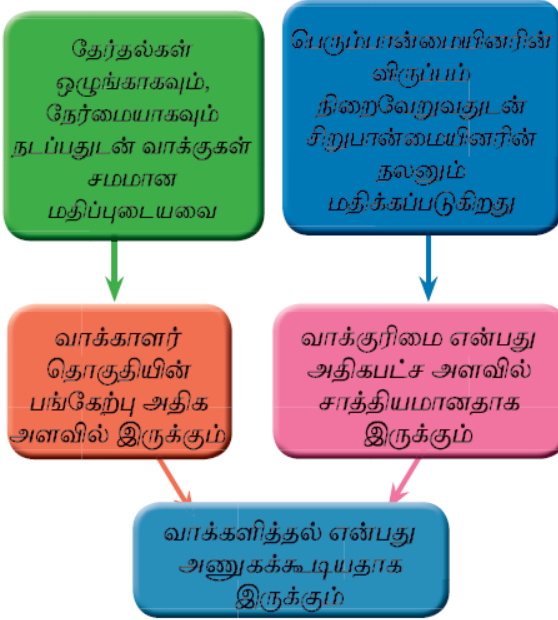 தேர்தல்கள்
ஒழுங்காகவும்,
நேர்மையாகவும்
நடப்பதுடன் வாக்குகள்
சமமான
மதிப்புடையவை
பெரும்பான்மையினரின்
விருப்பம்
நிறைவேறுவதுடன்
சிறுபான்மையினரின்
நலனும்
மதிக்கப்படுகிறது
வாக்காளர்
தொகுதியின்
பங்கேற்பு அதிக
அளவில் இருக்கும்
வாக்குரிமை என்பது
அதிகபட்ச அளவில்
சாத்தியமானதாக
இருக்கும்
வாக்களித்தல் என்பது
அணுகக்கூடியதாக
இருக்கும்